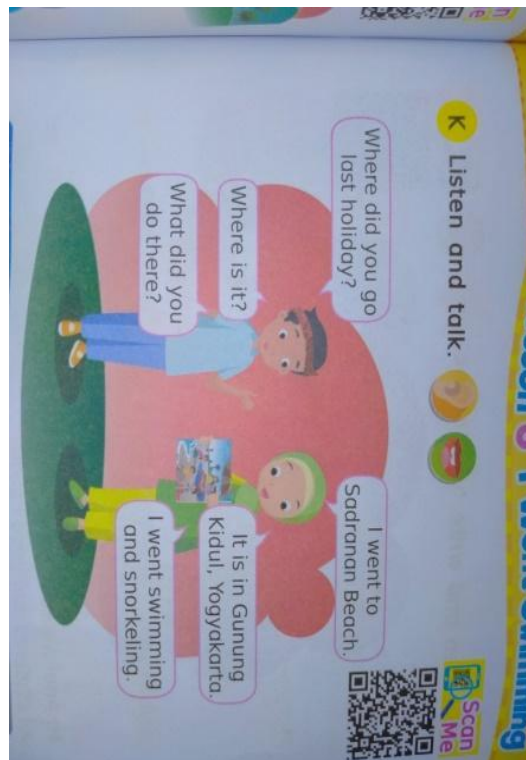 K Listen and talk.
Where did you go
last holiday?
I went to
Sadranan Beach.
Where is it?
It is in Gunung
Kidul, Yogyakarta.
What did you
do there?
I went swimming
and snorkeling.
Scan
Me